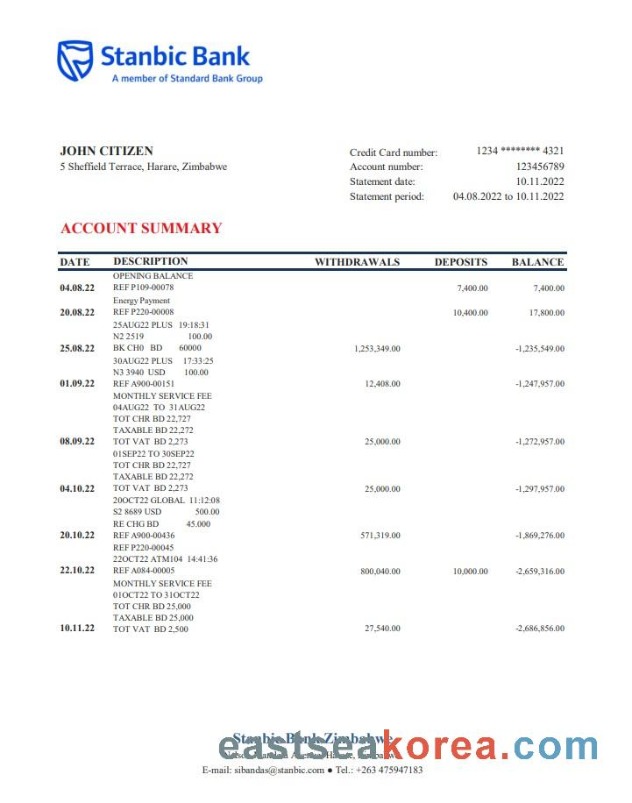 Stanbic Bank
A member of Standard Bank Group
JOHN CITIZEN
5 Sheffield Terrace, Harare, Zimbabwe
Credit Card number: 1234 ******** 4321
Account number: 123456789
Statement date: 10.11.2022
Statement period: 04.08.2022 to 10.11.2022
ACCOUNT SUMMARY
DATE DESCRIPTION WITHDRAWALS DEPOSITS BALANCE
OPENING BALANCE
04.08.22 REF P109-00078 7,400.00 7,400.00
Energy Payment
20.08.22 REF P220-00008 10,400.00 17,800.00
25AUG22 PLUS 19:18:31
N2 2519 100.00
25.08.22 BK CH0 BD 60000 1,253,349.00 -1,235,549.00
30AUG22 PLUS 17:33:25
N3 3940 USD 100.00
01.09.22 REF A900-00151 12,408.00 -1,247,957.00
MONTHLY SERVICE FEE
04AUG22 TO 31AUG22
TOT CHR BD 22,727
TAXABLE BD 22,272
08.09.22 TOT VAT BD 2,273 25,000.00 -1,272,957.00
01SEP22 TO 30SEP22
TOT CHR BD 22,727
TAXABLE BD 22,272
04.10.22 TOT VAT BD 2,273 25,000.00 -1,297,957.00
20OCT22 GLOBAL 11:12:08
S2 8689 USD 500.00
RE CHG BD 45.000
20.10.22 REF A900-00436 571,319.00 -1,869,276.00
REF P220-00045
22OCT22 ATM104 14:41:36
22.10.22 REF A084-00005 800,040.00 10,000.00 -2,659,316.00
MONTHLY SERVICE FEE
01OCT22 TO 31OCT22
TOT CHR BD 25,000
TAXABLE BD 25,000
10.11.22 TOT VAT BD 2,500 27,540.00 -2,686,856.00
Stanbic Bank Zimbabwe
eastseakorea.com
E-mail: sibandas@stanbic.com ● Tel.: +263 475947183